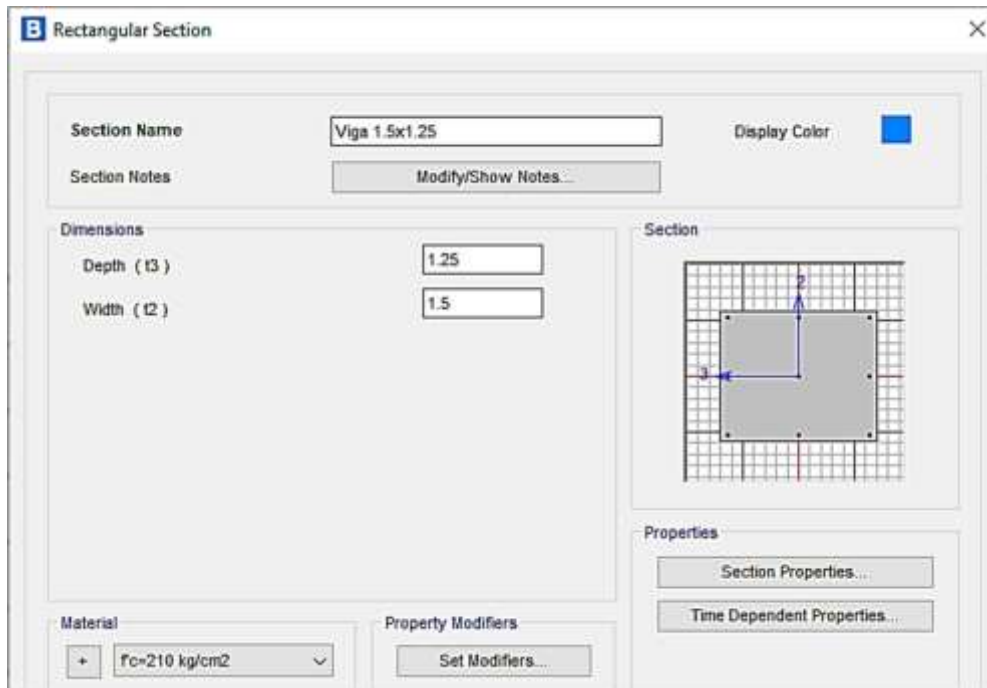 B Rectangular Section
Section Name Viga 1.5x1.25 Display Color
Section Notes Modify/Show Notes...
Dimensions
Depth ( t3 ) 1.25
Width ( t2 ) 1.5
Section
2
3
Properties
Section Properties...
Time Dependent Properties...
Material
+ f'c=210 kg/cm2
Property Modifiers
Set Modifiers...